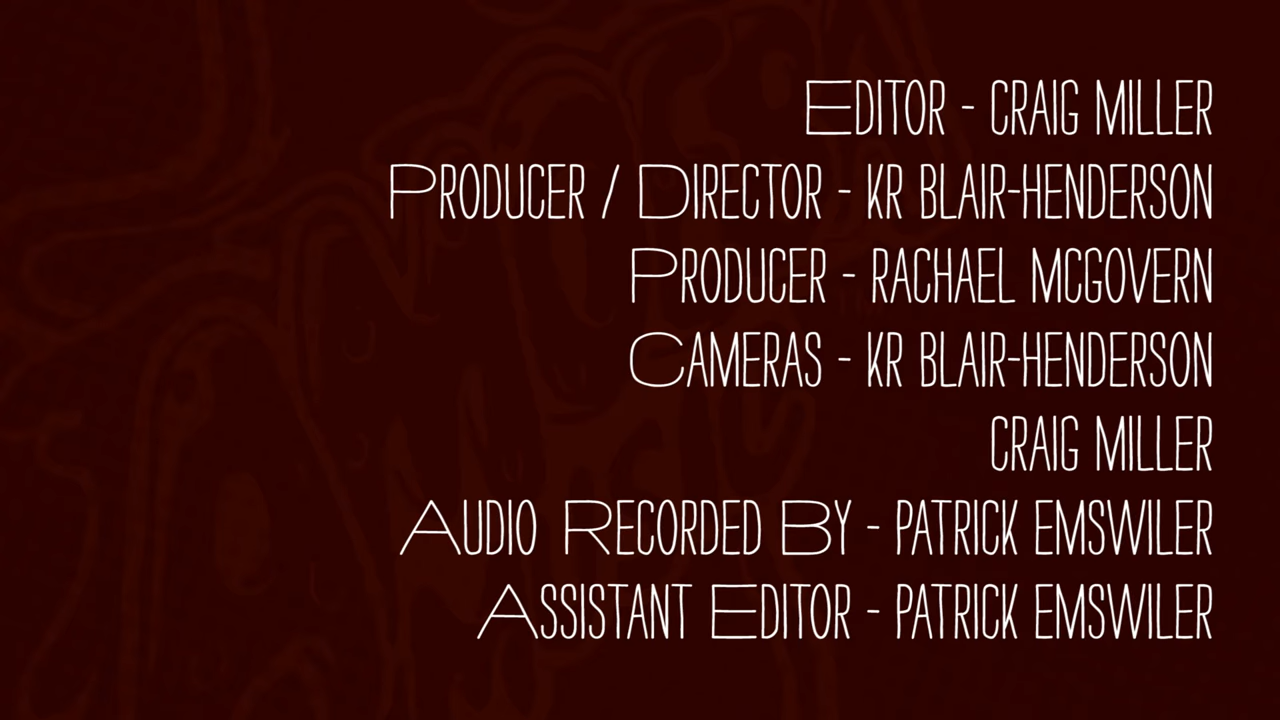 Editor - CRAIG MILLER
Producer / Director - KR BLAIR-HENDERSON
Producer - RACHAEL MCGOVERN
Cameras - KR BLAIR-HENDERSON
CRAIG MILLER
Audio Recorded By - PATRICK EMSWILER
Assistant Editor - PATRICK EMSWILER